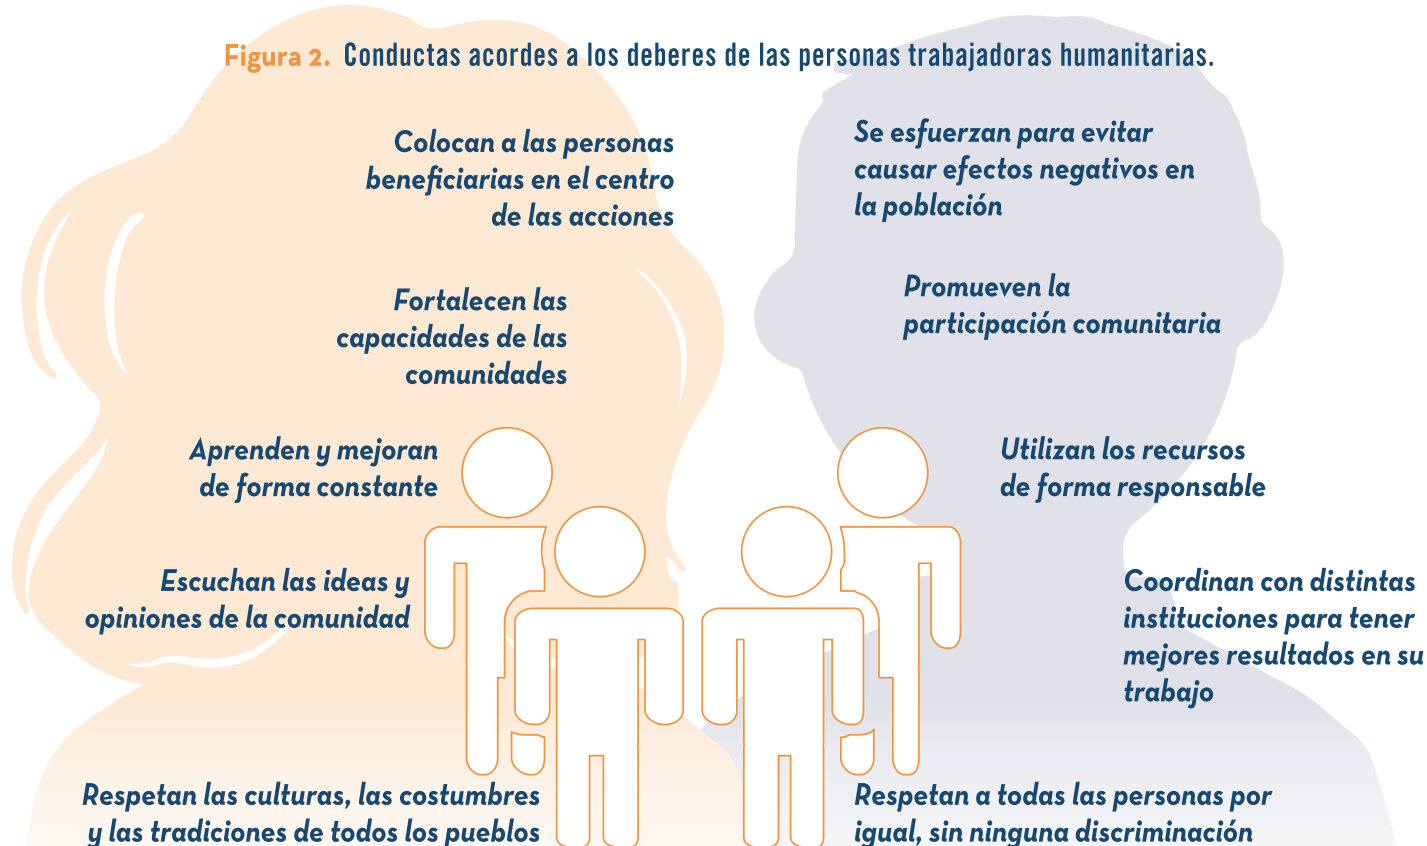 Figura 2. Conductas acordes a los deberes de las personas trabajadoras humanitarias.
Colocan a las personas
beneficiarias en el centro
de las acciones
Se esfuerzan para evitar
causar efectos negativos en
la población
Fortalecen las
capacidades de las
comunidades
Promueven la
participación comunitaria
Aprenden y mejoran
de forma constante
Utilizan los recursos
de forma responsable
Escuchan las ideas y
opiniones de la comunidad
Coordinan con distintas
instituciones para tener
mejores resultados en su
trabajo
Respetan las culturas, las costumbres
y las tradiciones de todos los pueblos
Respetan a todas las personas por
igual, sin ninguna discriminación